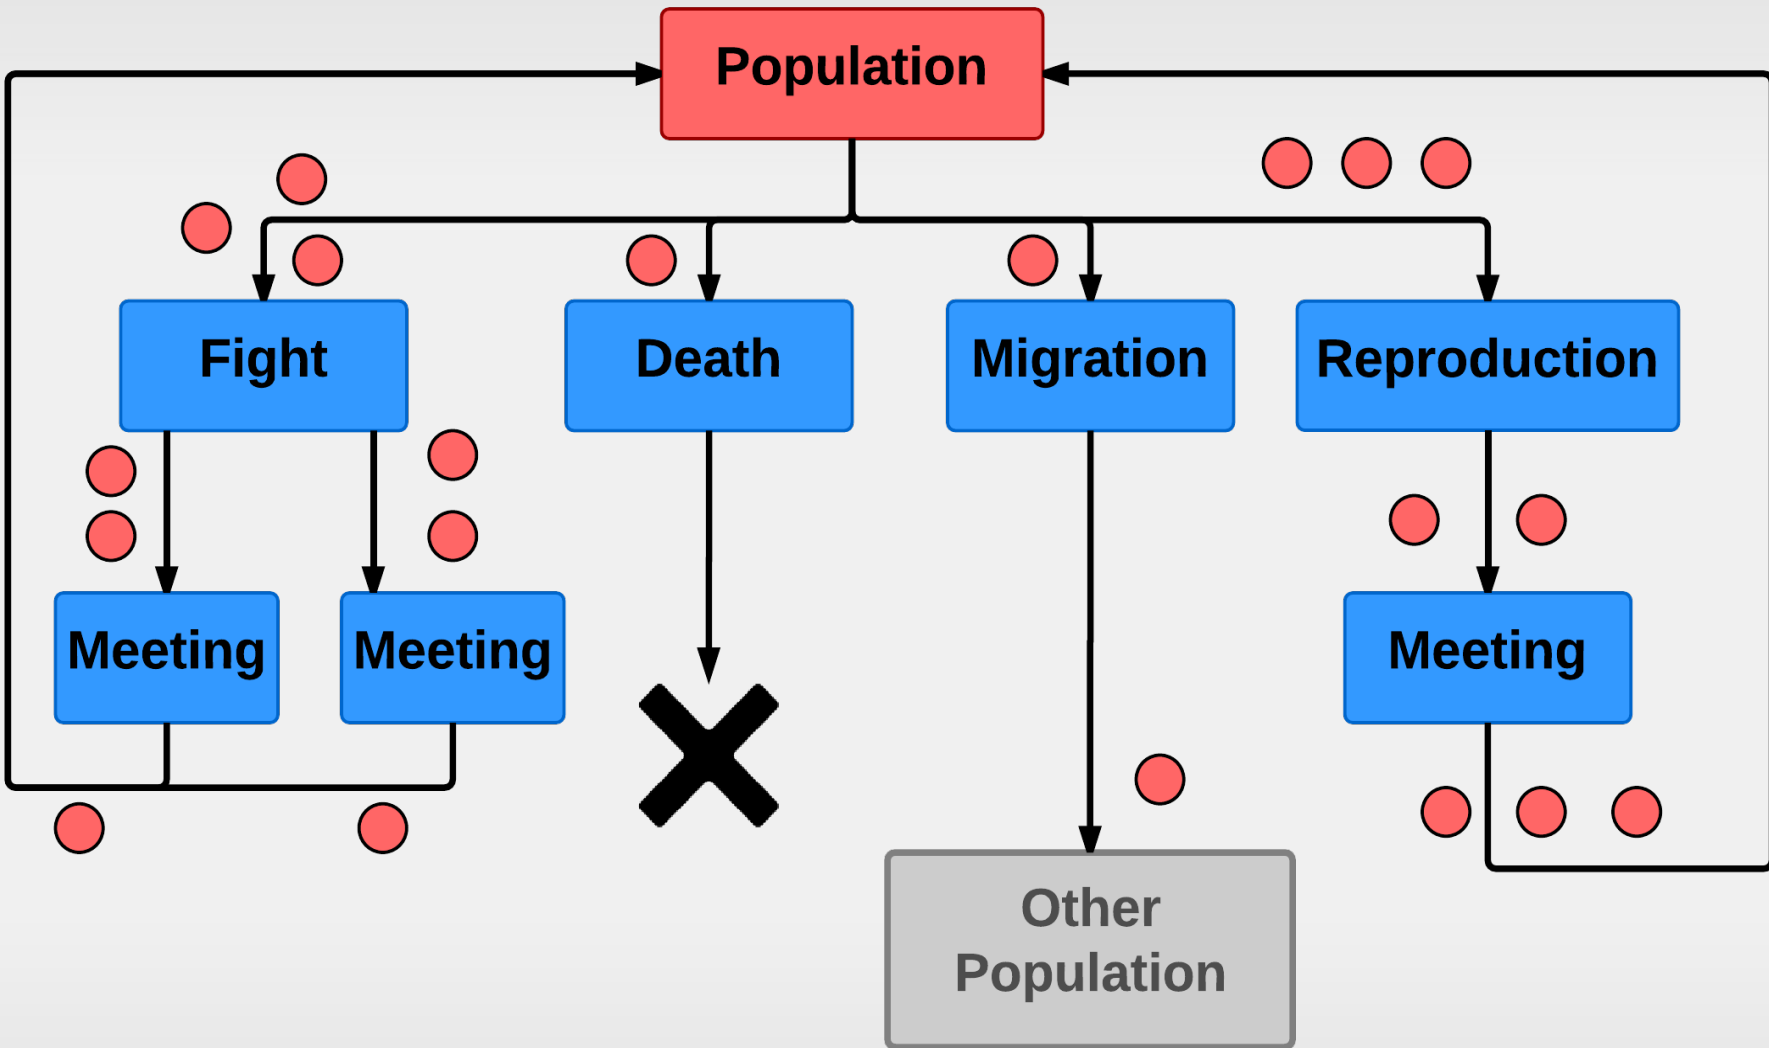 Population
Fight
Death
Migration
Reproduction
Meeting
Meeting
Meeting
Other
Population